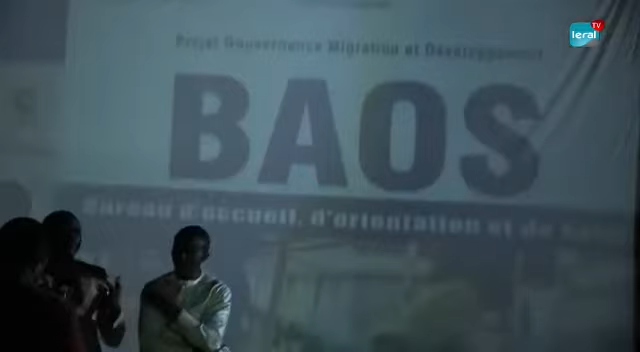 leral
TV
Projet Gouvernance Migration et Développement
BAOS
Bureau d'accueil, d'orientation et de